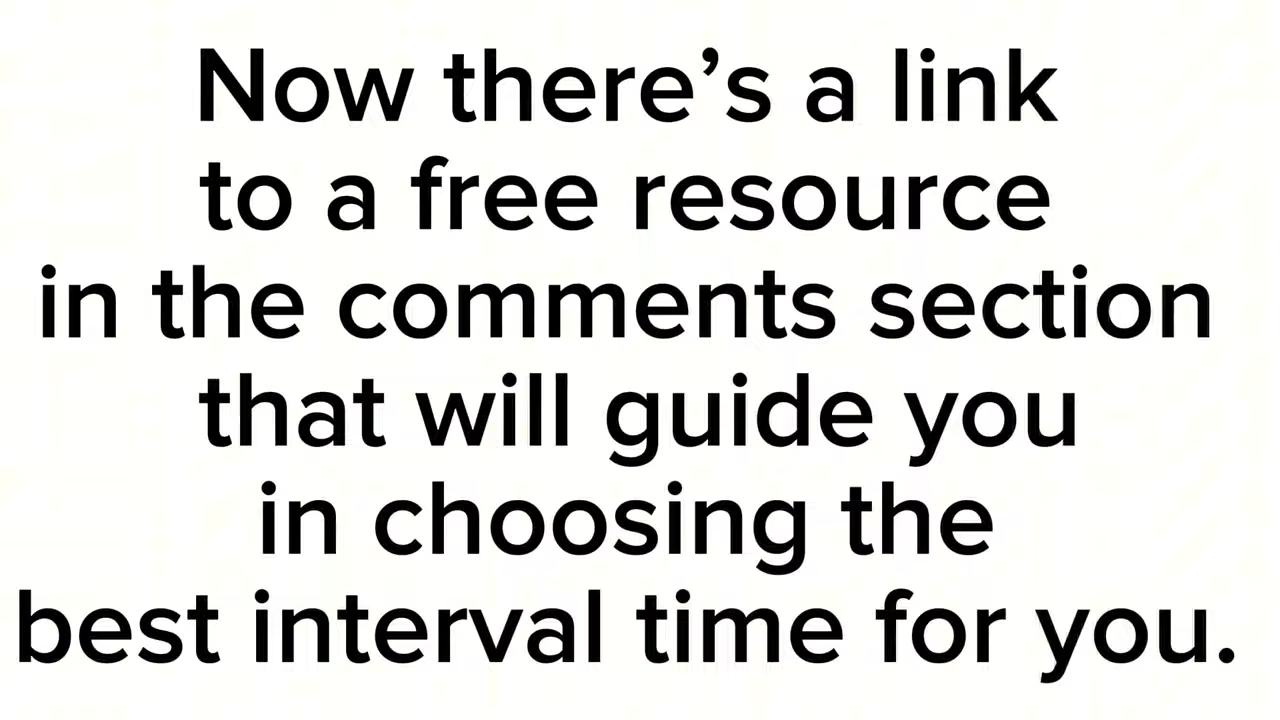 Now there’s a link
to a free resource
in the comments section
that will guide you
in choosing the
best interval time for you.